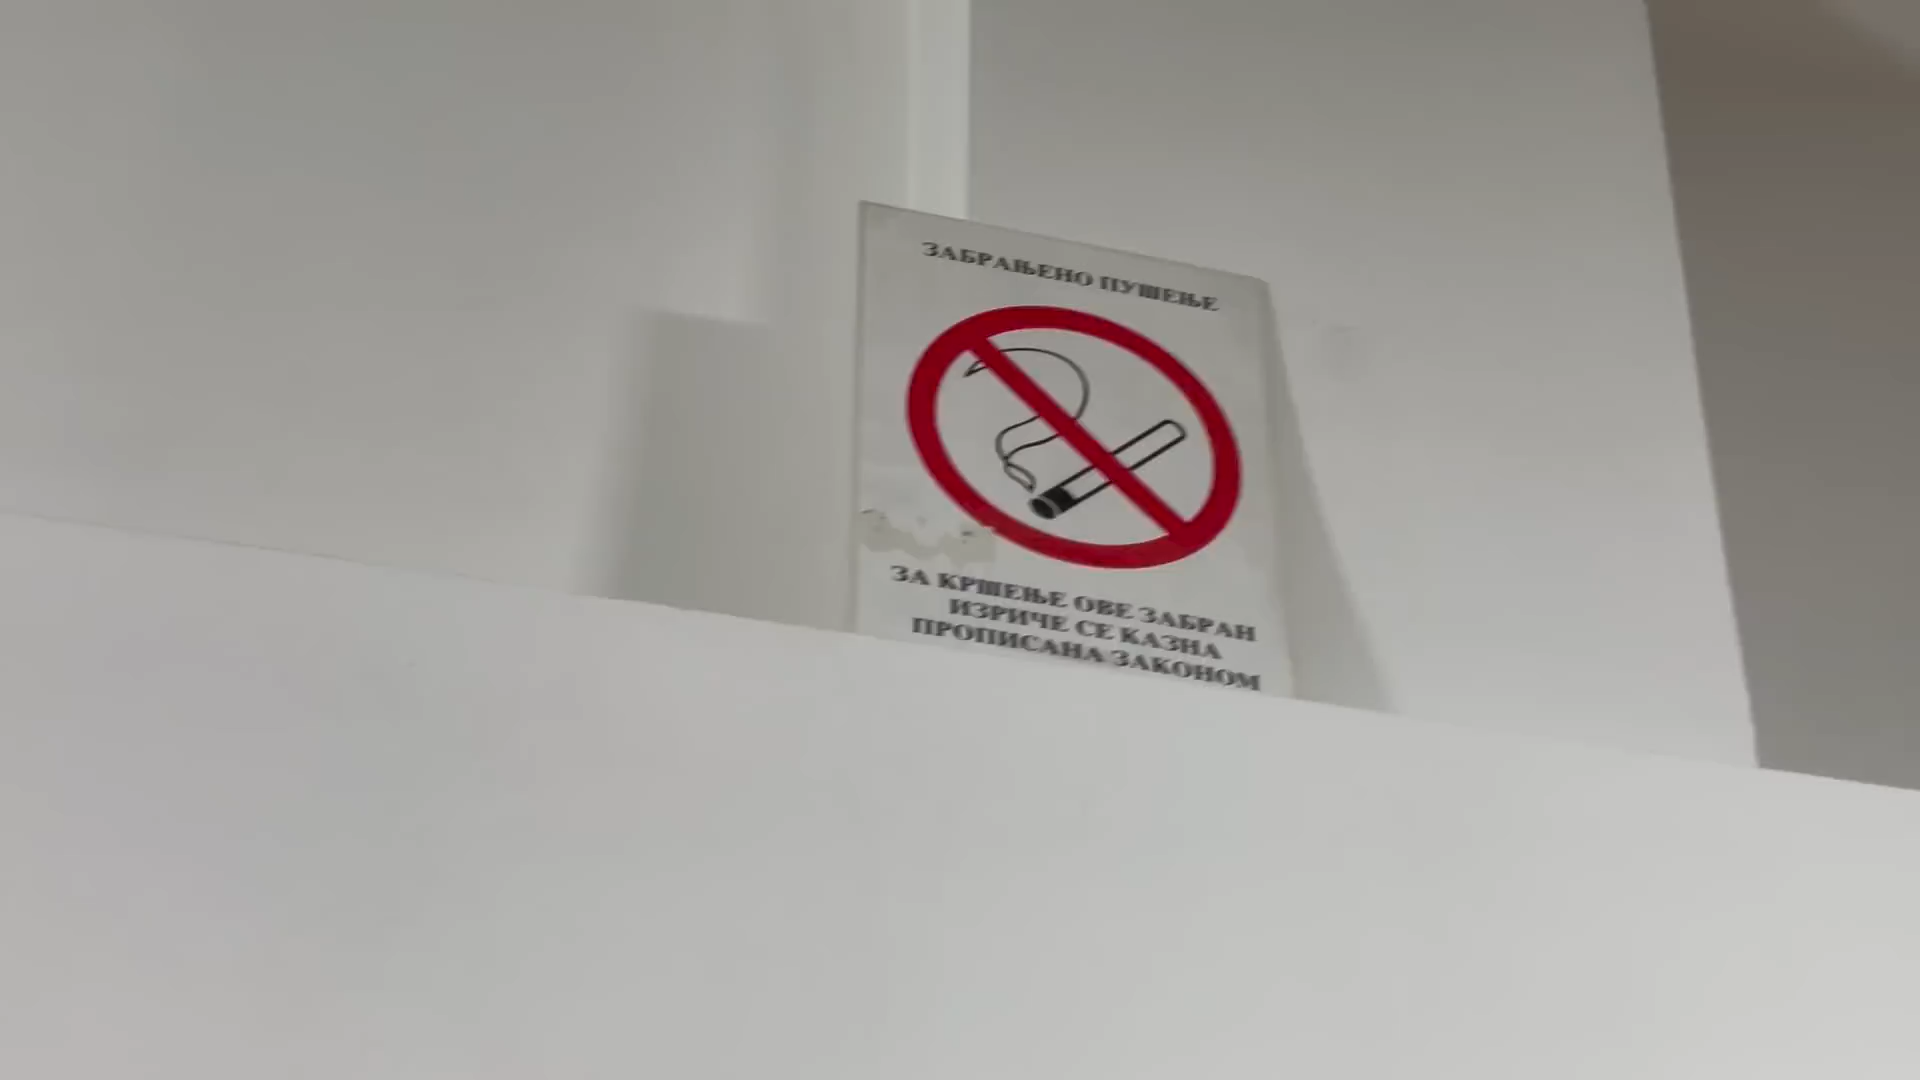 ЗАБРАЊЕНО ПУШЕЊЕ
ЗА КРШЕЊЕ ОВЕ ЗАБРАН
ИЗРИЧЕ СЕ КАЗНА
ПРОПИСАНА ЗАКОНОМ